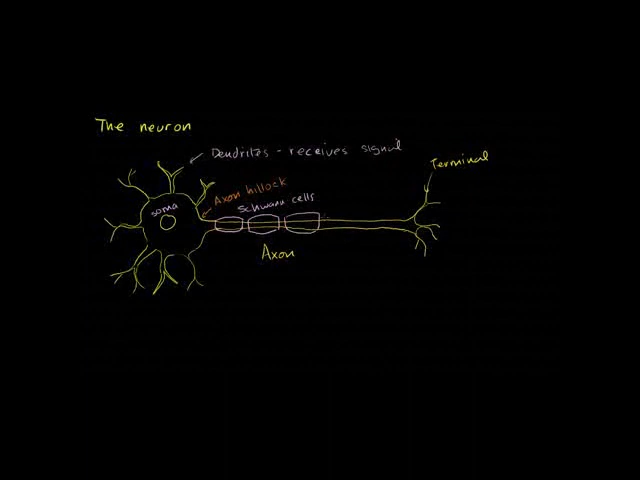 The neuron
Dendrites - receives signal
Terminal
Axon hillock
Schwann cells
soma
Axon